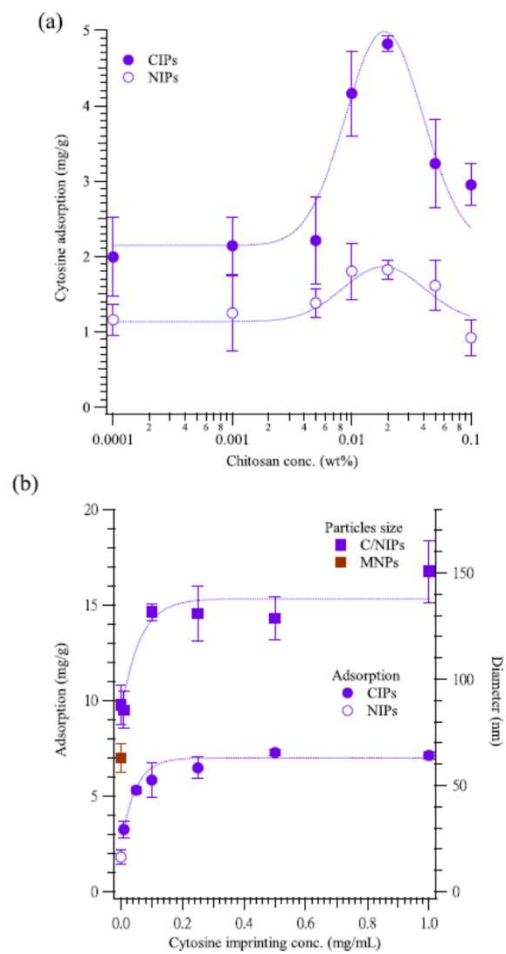 (a)
CIPs
NIPs
Cytosine adsorption (mg/g)
5
4
3
2
1
0
0.0001 2 4 6 8 0.001 2 4 6 8 0.01 2 4 6 8 0.1
Chitosan conc. (wt%)
(b)
Particles size
C/NIPs
MNPs
Adsorption
CIPs
NIPs
Adsorption (mg/g)
20
15
10
5
0
Diameter (nm)
150
100
50
0
0.0 0.2 0.4 0.6 0.8 1.0
Cytosine imprinting conc. (mg/mL)